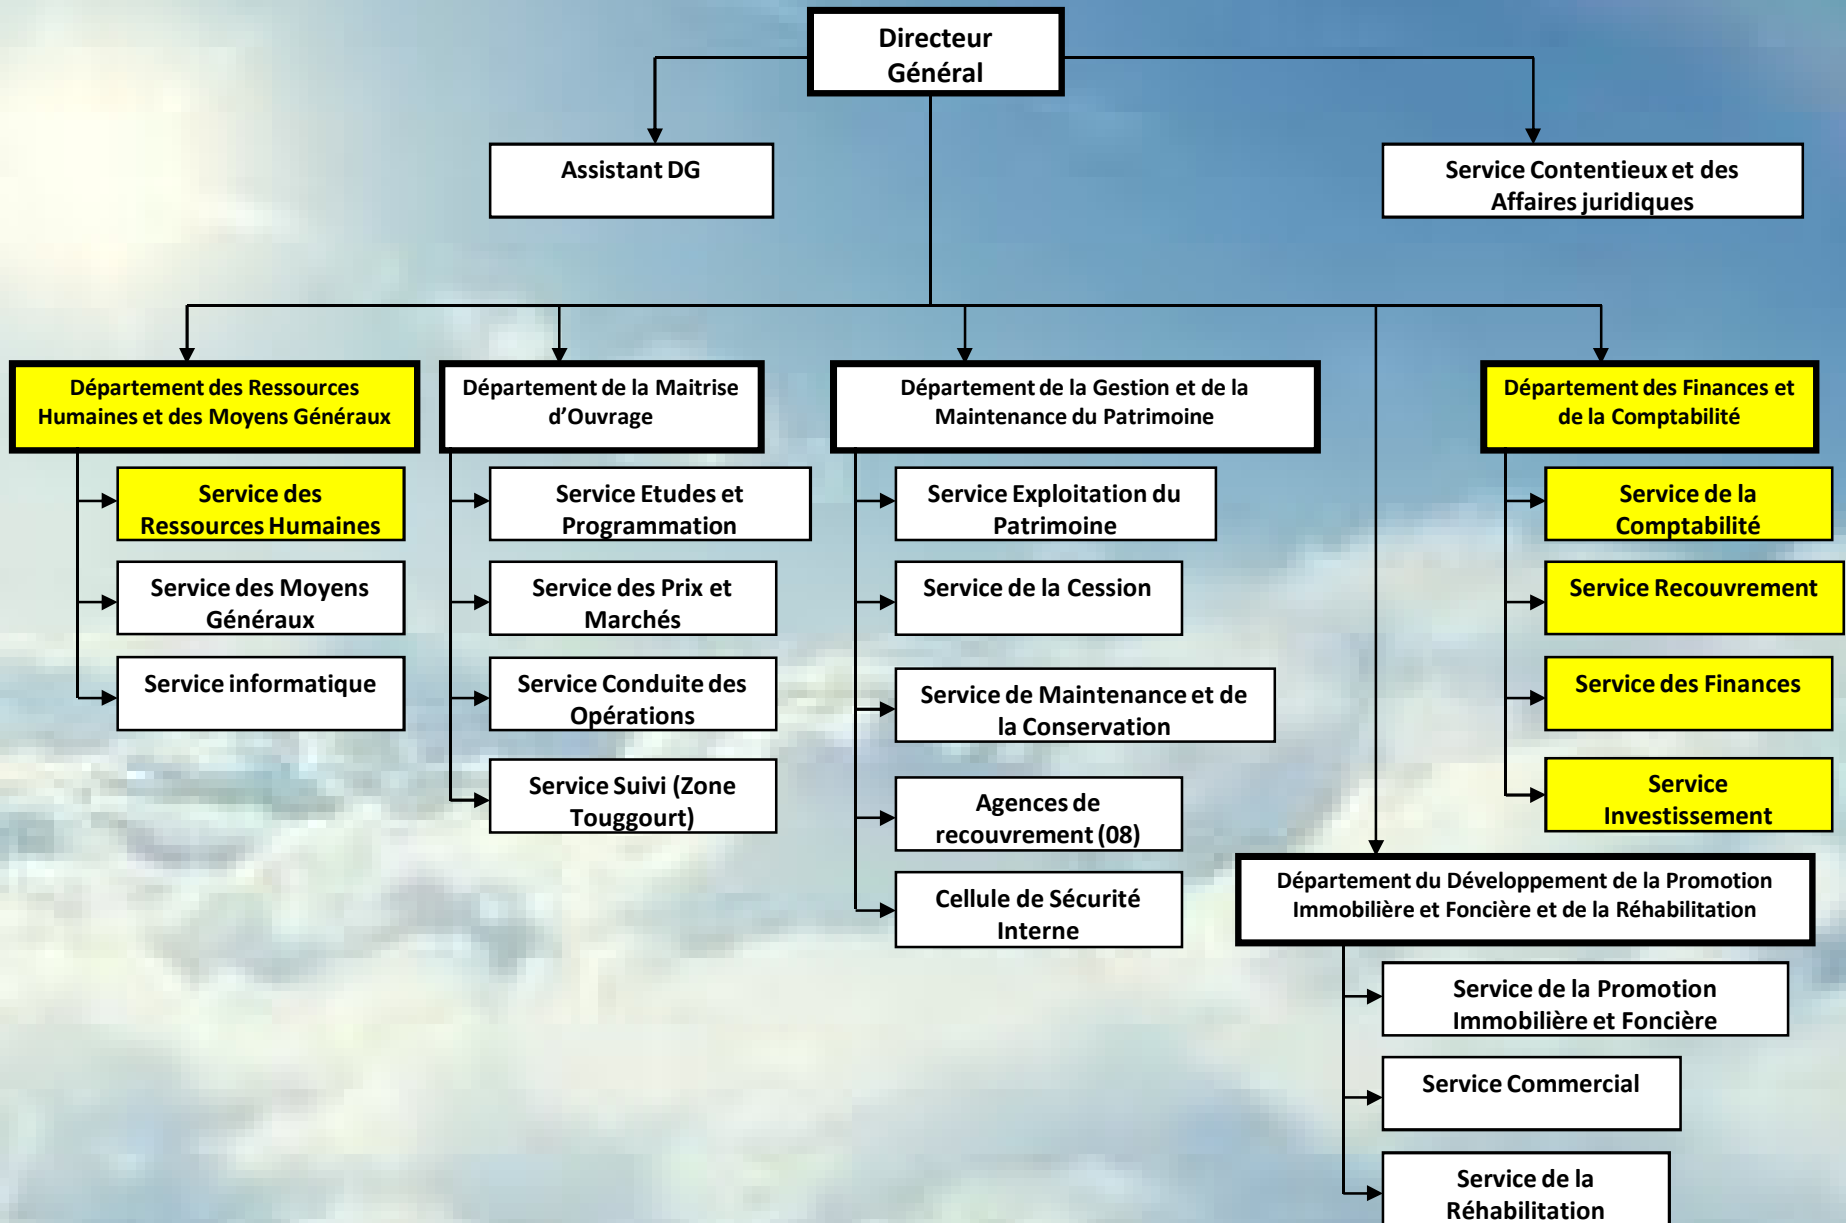 Directeur
Général
Assistant DG
Service Contentieux et des
Affaires juridiques
Département des Ressources
Humaines et des Moyens Généraux
Département de la Maitrise
d’Ouvrage
Département de la Gestion et de la
Maintenance du Patrimoine
Département des Finances et
de la Comptabilité
Service des
Ressources Humaines
Service des Moyens
Généraux
Service informatique
Service Etudes et
Programmation
Service des Prix et
Marchés
Service Conduite des
Opérations
Service Suivi (Zone
Touggourt)
Service Exploitation du
Patrimoine
Service de la Cession
Service de Maintenance et de
la Conservation
Agences de
recouvrement (08)
Cellule de Sécurité
Interne
Service de la
Comptabilité
Service Recouvrement
Service des Finances
Service
Investissement
Département du Développement de la Promotion
Immobilière et Foncière et de la Réhabilitation
Service de la Promotion
Immobilière et Foncière
Service Commercial
Service de la
Réhabilitation